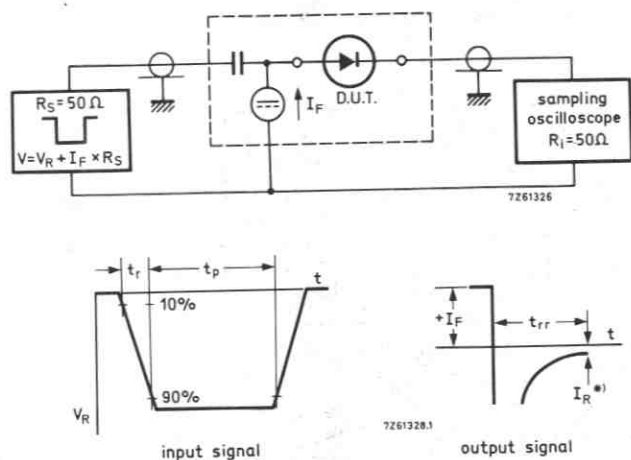 R_S = 50 Ω
V = V_R + I_F × R_S
I_F
D.U.T.
sampling
oscilloscope
R_i = 50 Ω
7Z61326
t_r
t_p
t
10%
90%
V_R
input signal
+I_F
t_rr
t
I_R *)
7Z61328.1
output signal